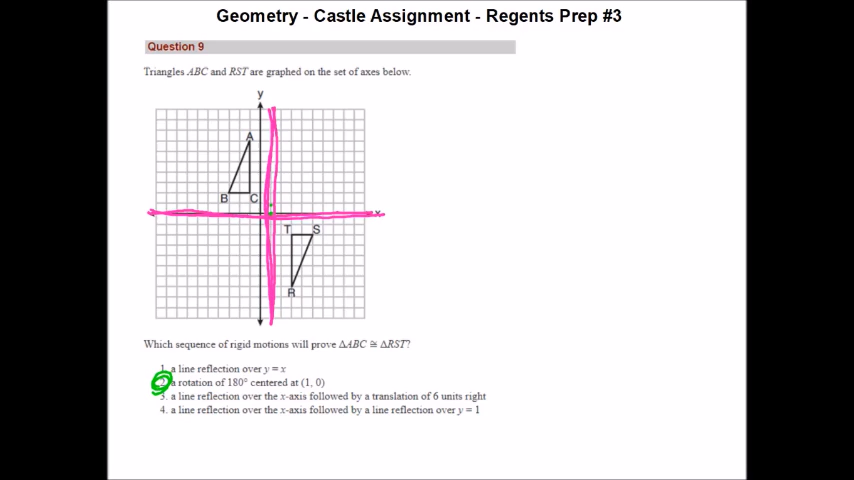 Geometry - Castle Assignment - Regents Prep #3
Question 9
Triangles ABC and RST are graphed on the set of axes below.
y
A
B C
x
T S
R
Which sequence of rigid motions will prove ΔABC ≅ ΔRST?
1. a line reflection over y = x
2. a rotation of 180° centered at (1, 0)
3. a line reflection over the x-axis followed by a translation of 6 units right
4. a line reflection over the x-axis followed by a line reflection over y = 1